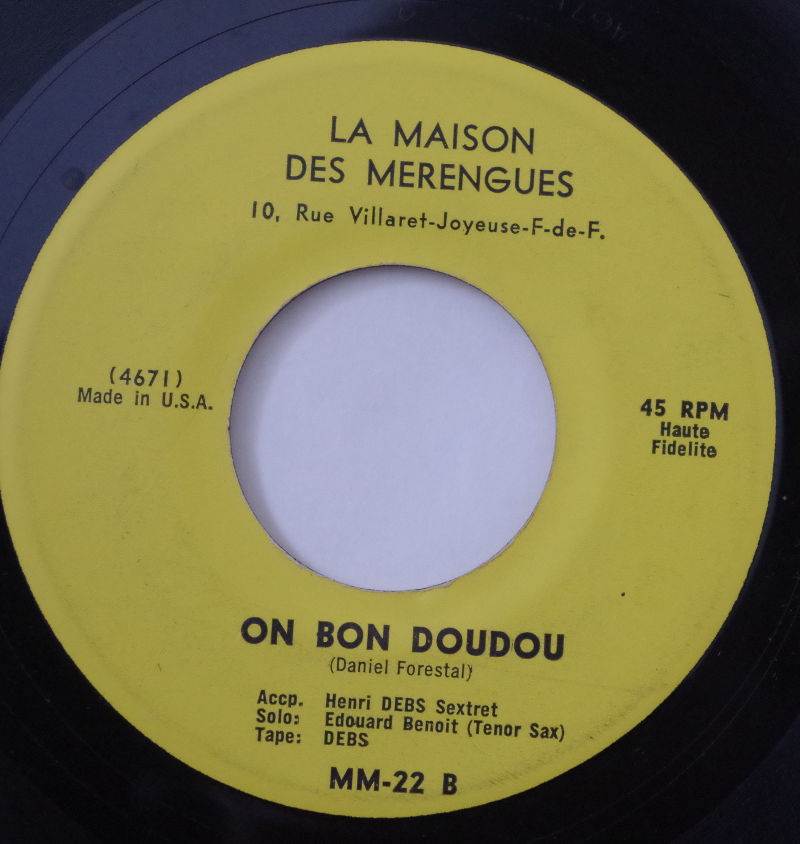 LA MAISON
DES MERENGUES
10, Rue Villaret-Joyeuse-F-de-F.
(4671)
Made in U.S.A.
45 RPM
Haute
Fidelite
ON BON DOUDOU
(Daniel Forestal)
Accp. Henri DEBS Sextret
Solo: Edouard Benoit (Tenor Sax)
Tape: DEBS
MM-22 B